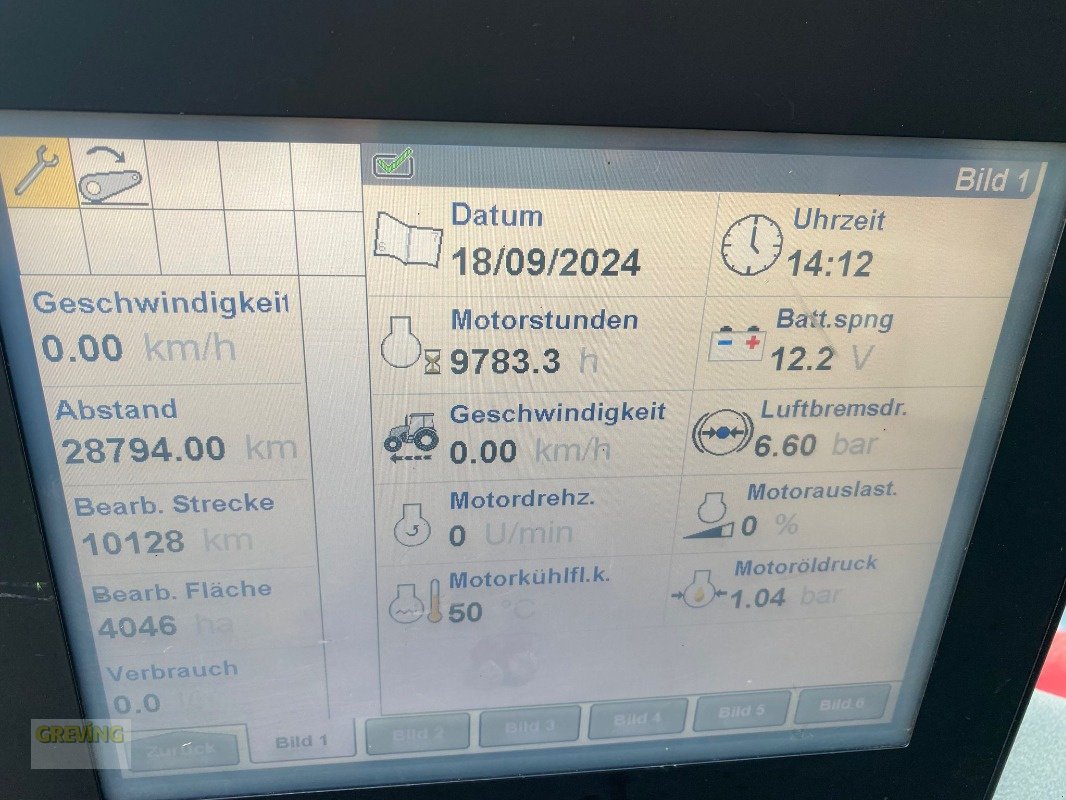 Bild 1
Datum
18/09/2024
Uhrzeit
14:12
Geschwindigkeit
0.00 km/h
Motorstunden
9783.3 h
Batt.spng
12.2 V
Abstand
28794.00 km
Geschwindigkeit
0.00 km/h
Luftbremsdr.
6.60 bar
Bearb. Strecke
10128 km
Motordrehz.
0 U/min
Motorauslast.
0 %
Bearb. Fläche
4046 ha
Motorkühlfl.k.
50 °C
Motoröldruck
1.04 bar
Verbrauch
0.0
GREVING
Zurück
Bild 1
Bild 2
Bild 3
Bild 4
Bild 5
Bild 6